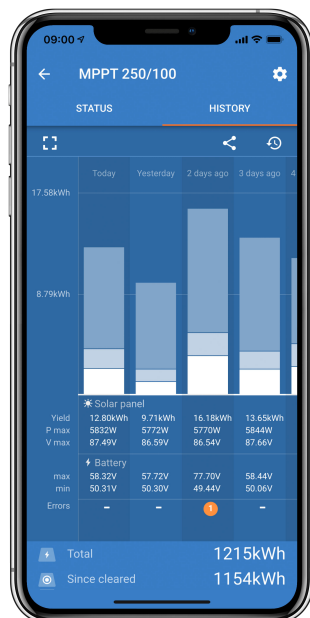 09:00
MPPT 250/100
STATUS HISTORY
Today Yesterday 2 days ago 3 days ago 4
17.58kWh
8.79kWh
Solar panel
Yield 12.80kWh 9.71kWh 16.18kWh 13.65kWh
P max 5832W 5772W 5770W 5844W
V max 87.49V 86.59V 86.54V 87.66V
Battery
max 58.32V 57.72V 77.70V 58.44V
min 50.31V 50.30V 49.44V 50.06V
Errors – – 1 –
Total 1215kWh
Since cleared 1154kWh